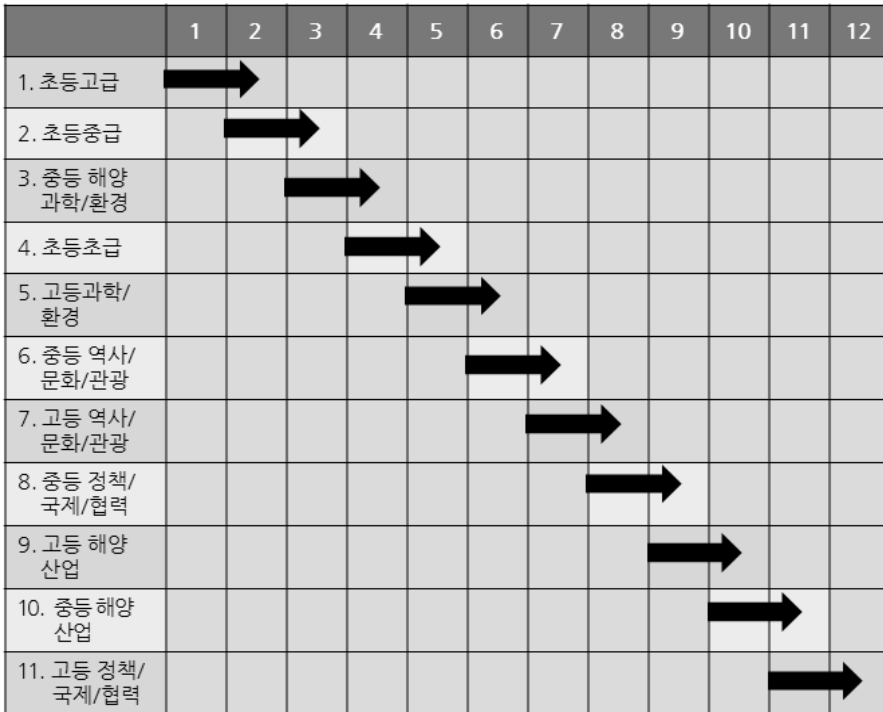 1 2 3 4 5 6 7 8 9 10 11 12
1. 초등고급
2. 초등중급
3. 중등 해양
과학/환경
4. 초등초급
5. 고등과학/
환경
6. 중등 역사/
문화/관광
7. 고등 역사/
문화/관광
8. 중등 정책/
국제/협력
9. 고등 해양
산업
10. 중등 해양
산업
11. 고등 정책/
국제/협력